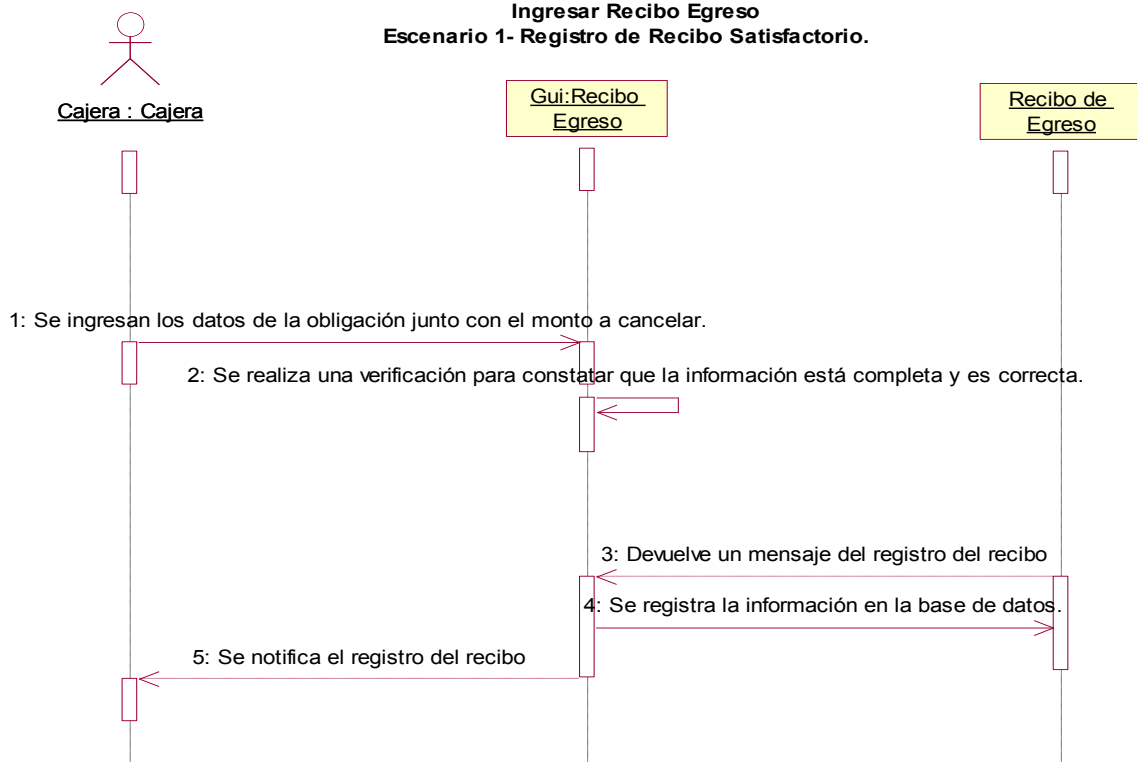 Ingresar Recibo Egreso
Escenario 1- Registro de Recibo Satisfactorio.
Cajera : Cajera
Gui:Recibo
Egreso
Recibo de
Egreso
1: Se ingresan los datos de la obligación junto con el monto a cancelar.
2: Se realiza una verificación para constatar que la información está completa y es correcta.
3: Devuelve un mensaje del registro del recibo
4: Se registra la información en la base de datos.
5: Se notifica el registro del recibo